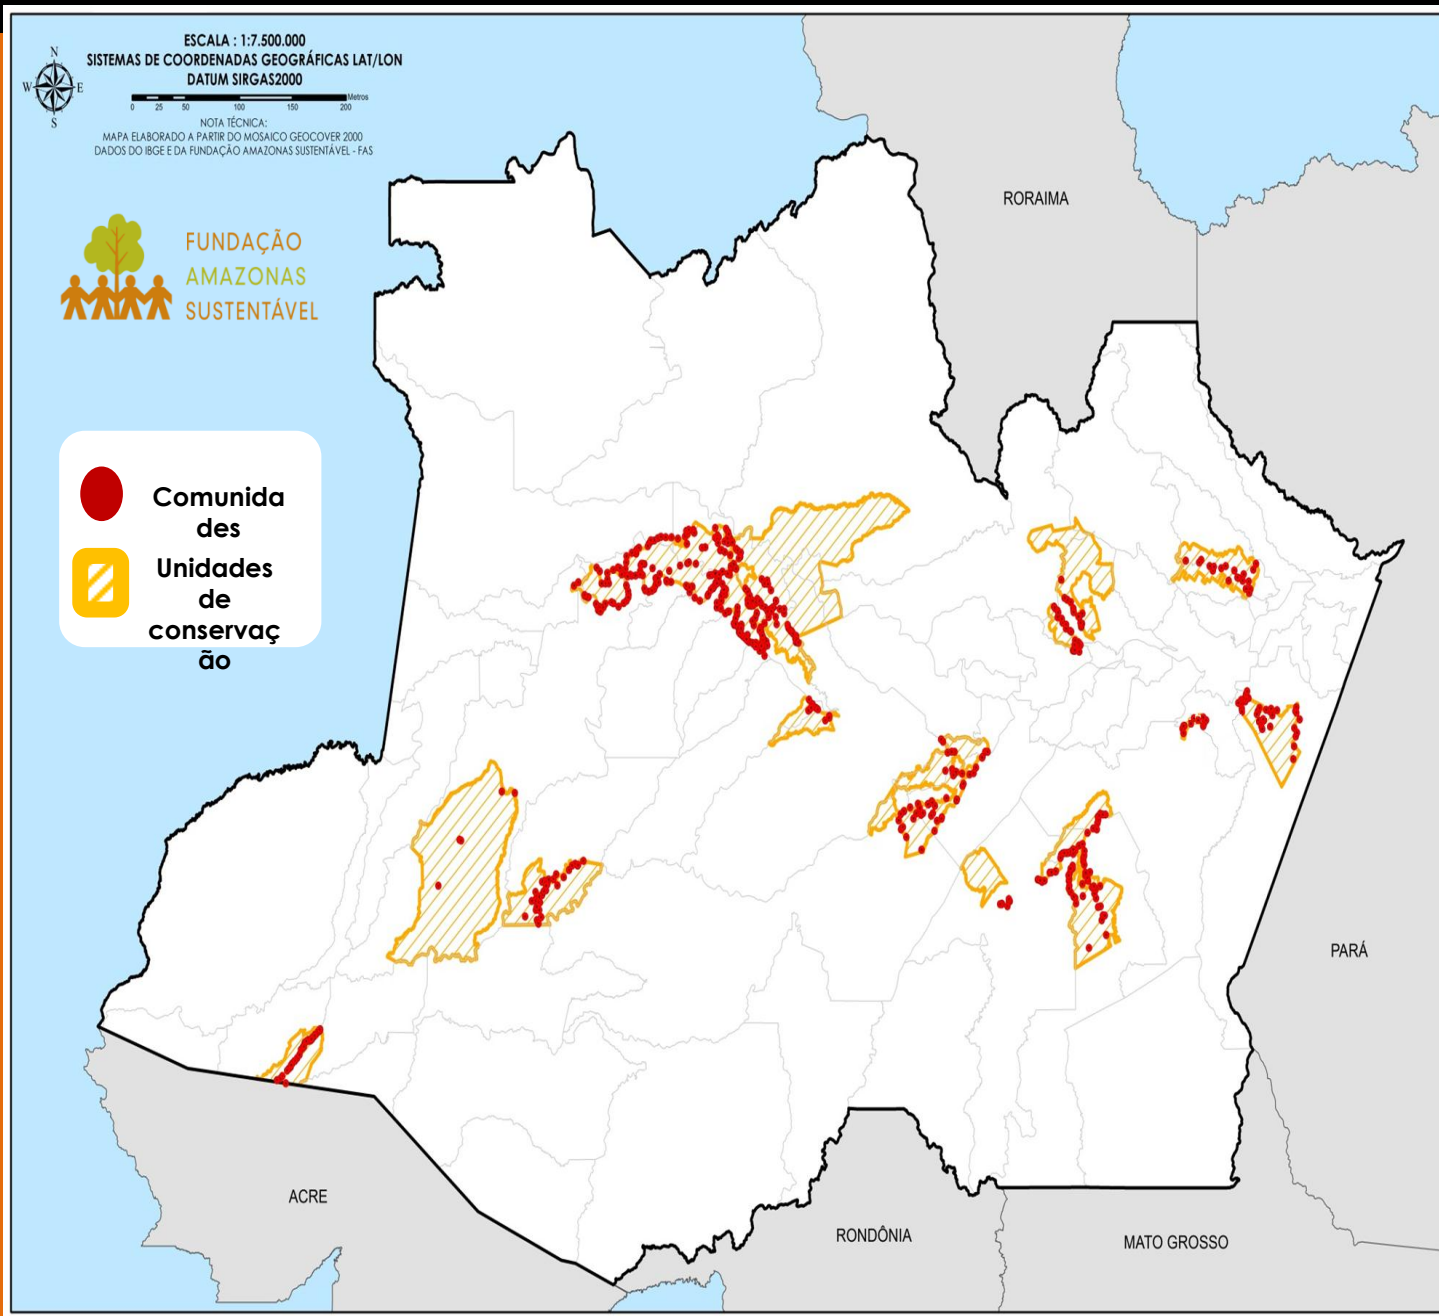 ESCALA : 1:7.500.000
SISTEMAS DE COORDENADAS GEOGRÁFICAS LAT/LON
DATUM SIRGAS2000
N
W
E
S
Metros
0 25 50 100 150 200
NOTA TÉCNICA:
MAPA ELABORADO A PARTIR DO MOSAICO GEOCOVER 2000
DADOS DO IBGE E DA FUNDAÇÃO AMAZONAS SUSTENTÁVEL - FAS
FUNDAÇÃO
AMAZONAS
SUSTENTÁVEL
Comunida
des
Unidades
de
conservaç
ão
RORAIMA
PARÁ
ACRE
RONDÔNIA
MATO GROSSO